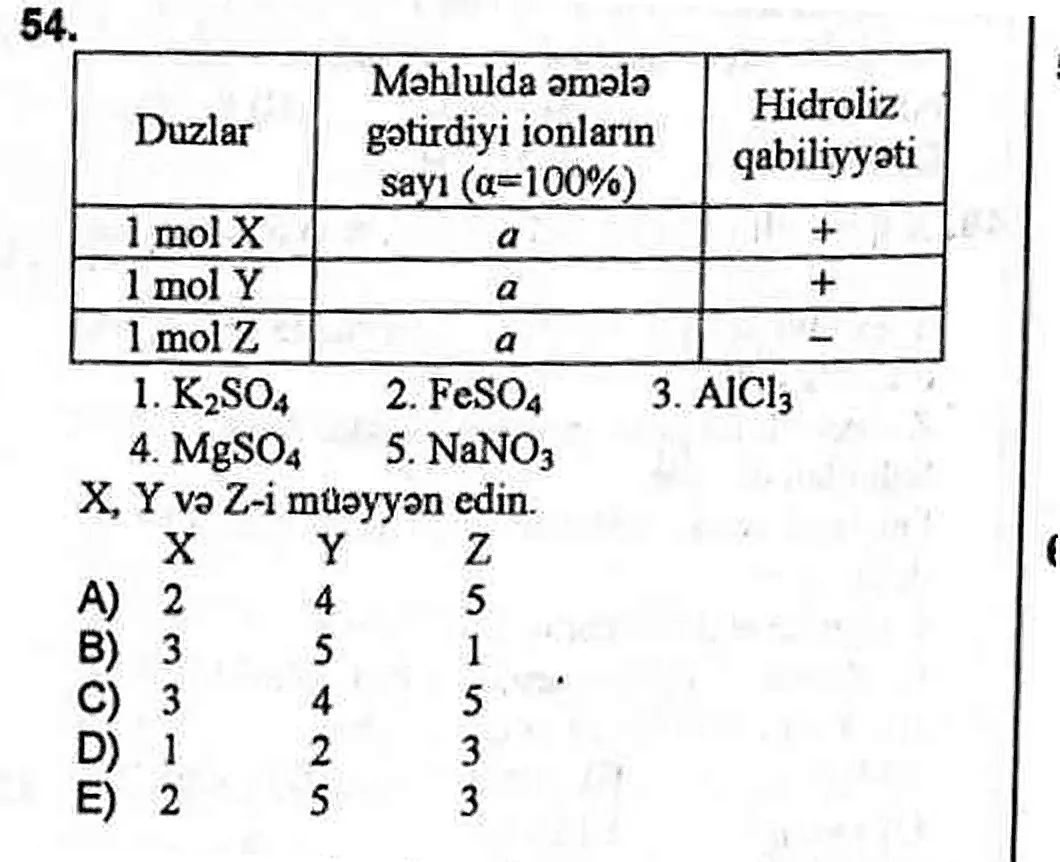 54.
Duzlar | Məhlulda əmələ gətirdiyi ionların sayı (α=100%) | Hidroliz qabiliyyəti
1 mol X | a | +
1 mol Y | a | +
1 mol Z | a | −
1. K₂SO₄ 2. FeSO₄ 3. AlCl₃
4. MgSO₄ 5. NaNO₃
X, Y və Z-i müəyyən edin.
X Y Z
A) 2 4 5
B) 3 5 1
C) 3 4 5
D) 1 2 3
E) 2 5 3